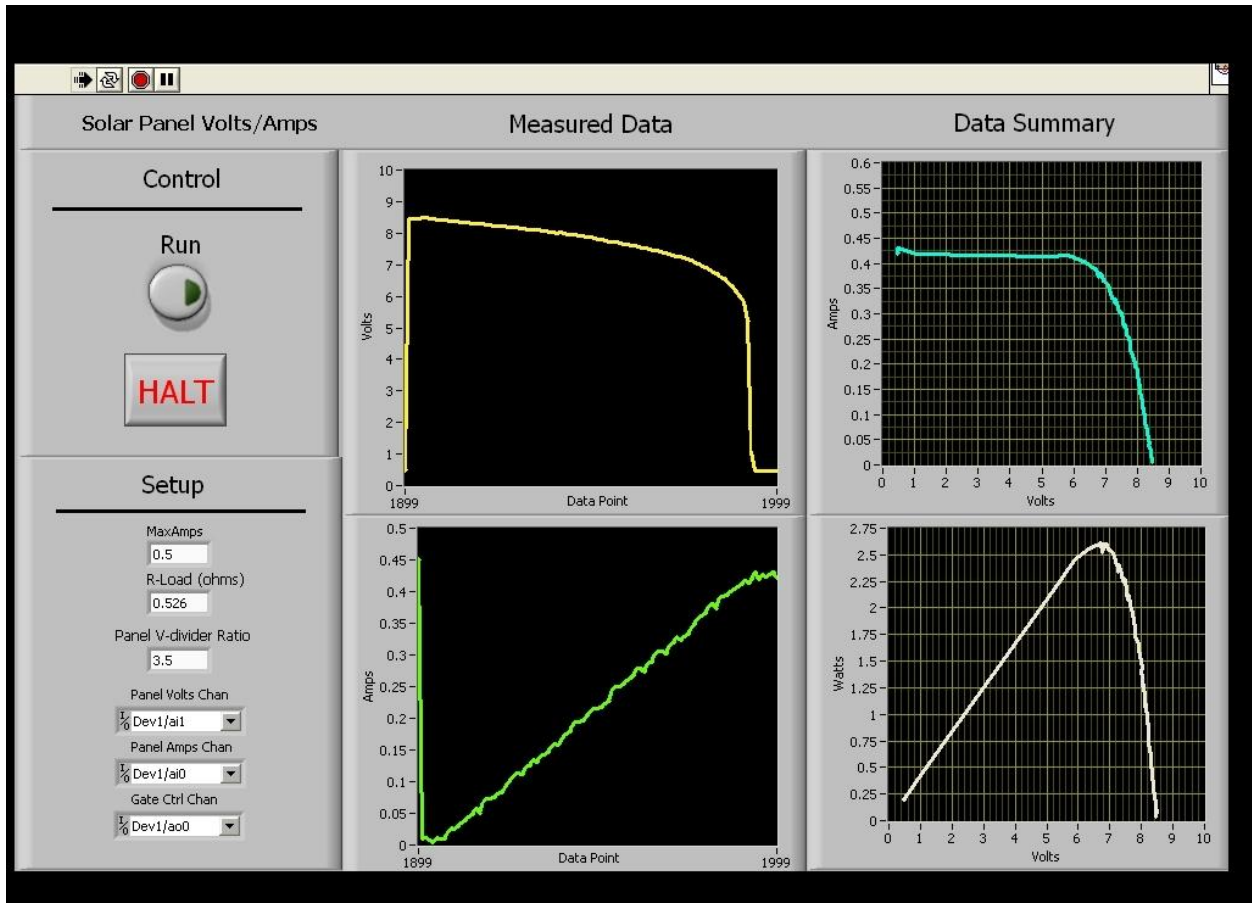 Solar Panel Volts/Amps
Measured Data
Data Summary
Control
Run
HALT
Setup
MaxAmps
0.5
R-Load (ohms)
0.526
Panel V-divider Ratio
3.5
Panel Volts Chan
I/0 Dev1/ai1
Panel Amps Chan
I/0 Dev1/ai0
Gate Ctrl Chan
I/0 Dev1/ao0
10
9
8
7
6
5
4
3
2
1
0
Volts
1899
Data Point
1999
0.5
0.45
0.4
0.35
0.3
0.25
0.2
0.15
0.1
0.05
0
Amps
1899
Data Point
1999
0.6
0.55
0.5
0.45
0.4
0.35
0.3
0.25
0.2
0.15
0.1
0.05
0
Amps
0 1 2 3 4 5 6 7 8 9 10
Volts
2.75
2.5
2.25
2
1.75
1.5
1.25
1
0.75
0.5
0.25
0
Watts
0 1 2 3 4 5 6 7 8 9 10
Volts